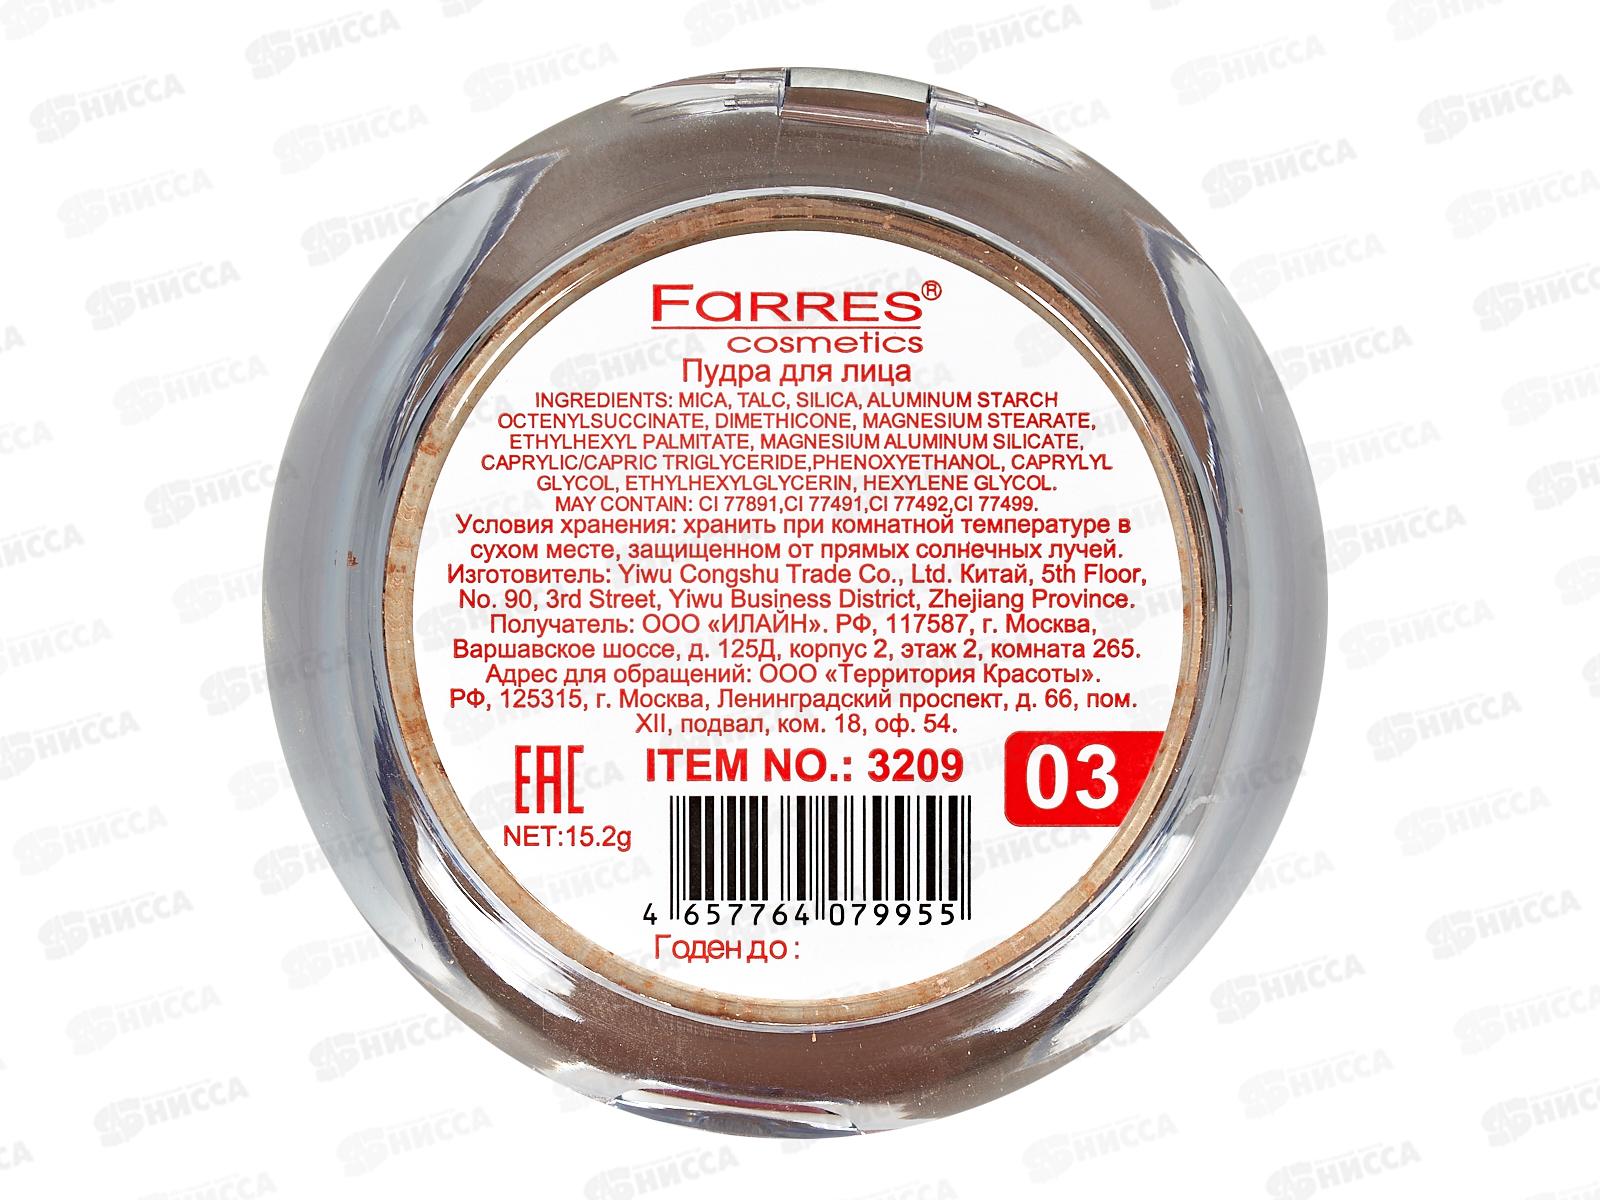 FARRES®
cosmetics
Пудра для лица
INGREDIENTS: MICA, TALC, SILICA, ALUMINUM STARCH
OCTENYLSUCCINATE, DIMETHICONE, MAGNESIUM STEARATE,
ETHYLHEXYL PALMITATE, MAGNESIUM ALUMINUM SILICATE,
CAPRYLIC/CAPRIC TRIGLYCERIDE,PHENOXYETHANOL, CAPRYLYL
GLYCOL, ETHYLHEXYLGLYCERIN, HEXYLENE GLYCOL.
MAY CONTAIN: CI 77891,CI 77491,CI 77492,CI 77499.
Условия хранения: хранить при комнатной температуре в
сухом месте, защищенном от прямых солнечных лучей.
Изготовитель: Yiwu Congshu Trade Co., Ltd. Китай, 5th Floor,
No. 90, 3rd Street, Yiwu Business District, Zhejiang Province.
Получатель: ООО «ИЛАЙН». РФ, 117587, г. Москва,
Варшавское шоссе, д. 125Д, корпус 2, этаж 2, комната 265.
Адрес для обращений: ООО «Территория Красоты».
РФ, 125315, г. Москва, Ленинградский проспект, д. 66, пом.
XII, подвал, ком. 18, оф. 54.
EAC ITEM NO.: 3209 03
NET:15.2g
4 657764 079955
Годен до :
НИССА